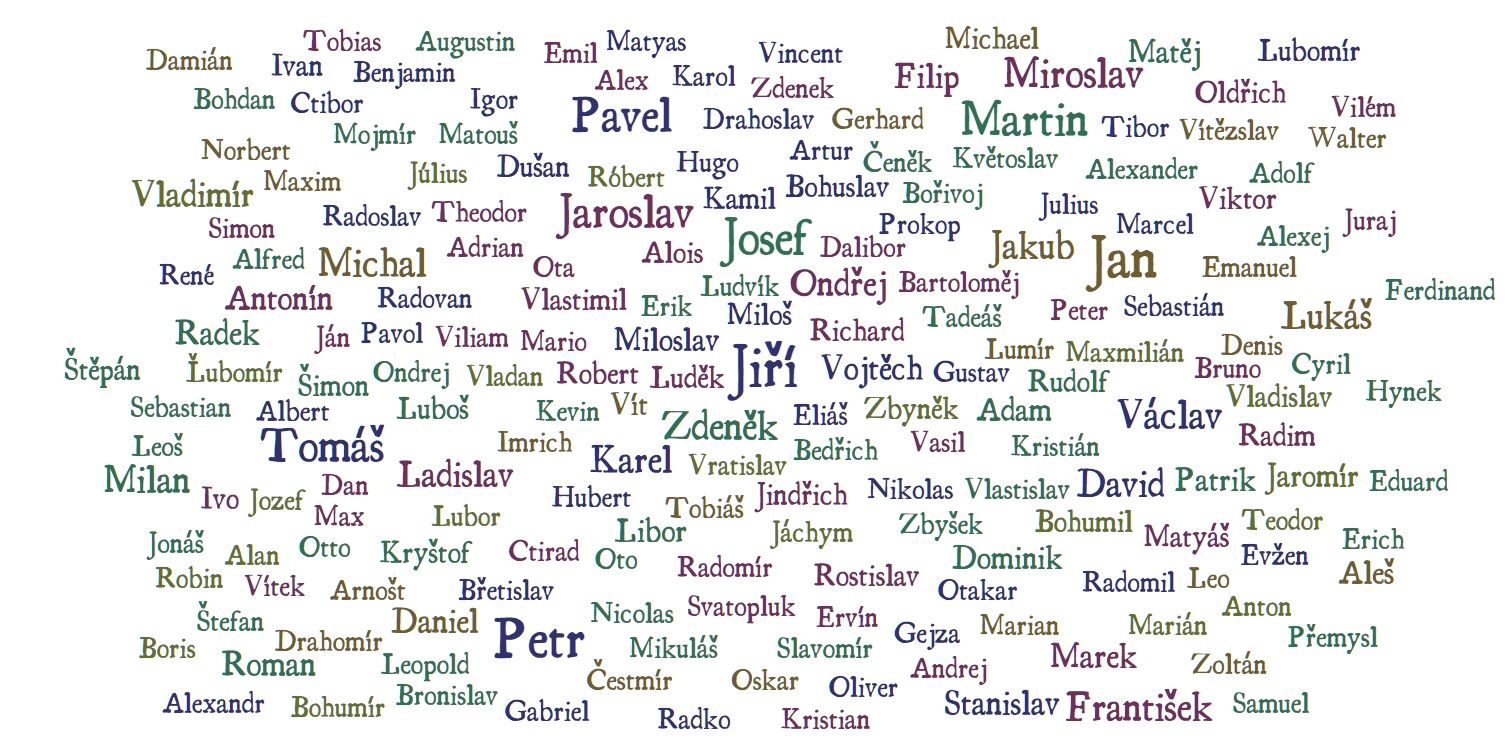 Tobias Augustin Emil Matyas Vincent Michael Matěj Lubomír
Damián Ivan Benjamin Alex Karol Zdenek Filip Miroslav Oldřich Vilém
Bohdan Ctibor Igor Pavel Drahoslav Gerhard Martin Tibor Vítězslav Walter
Mojmír Matouš
Norbert Dušan Hugo Artur Čeněk Květoslav Alexander Adolf
Vladimír Maxim Július Róbert Kamil Bohuslav Bořivoj Julius Viktor
Simon Radoslav Theodor Jaroslav Josef Prokop Marcel Juraj
Alfred Michal Adrian Alois Dalibor Jakub Jan Alexej
René Ota Emanuel
Antonín Radovan Vlastimil Erik Ludvík Ondřej Bartoloměj Peter Sebastián Ferdinand
Radek Ján Pavol Viliam Mario Miloslav Miloš Richard Tadeáš Lukáš
Štěpán Ľubomír Šimon Ondrej Vladan Robert Luděk Jiří Vojtěch Gustav Lumír Maxmilián Denis Bruno Cyril
Rudolf Vladislav Hynek
Sebastian Albert Luboš Kevin Vít Zdeněk Eliáš Zbyněk Adam Václav
Leoš Tomáš Imrich Bedřich Vasil Kristián Radim
Milan Ladislav Karel Vratislav
Ivo Jozef Dan Hubert Tobiáš Jindřich Nikolas Vlastislav David Patrik Jaromír Eduard
Max Lubor Libor Jáchym Zbyšek Bohumil Matyáš Teodor
Jonáš Alan Otto Kryštof Ctirad Oto Radomír Dominik Evžen Erich
Robin Vítek Arnošt Břetislav Rostislav Otakar Radomil Leo Aleš
Štefan Daniel Petr Nicolas Svatopluk Ervín Anton
Boris Drahomír Mikuláš Slavomír Gejza Marian Marián Přemysl
Roman Leopold Čestmír Oskar Oliver Andrej Marek Zoltán
Alexandr Bohumír Bronislav Gabriel Radko Kristian Stanislav František Samuel